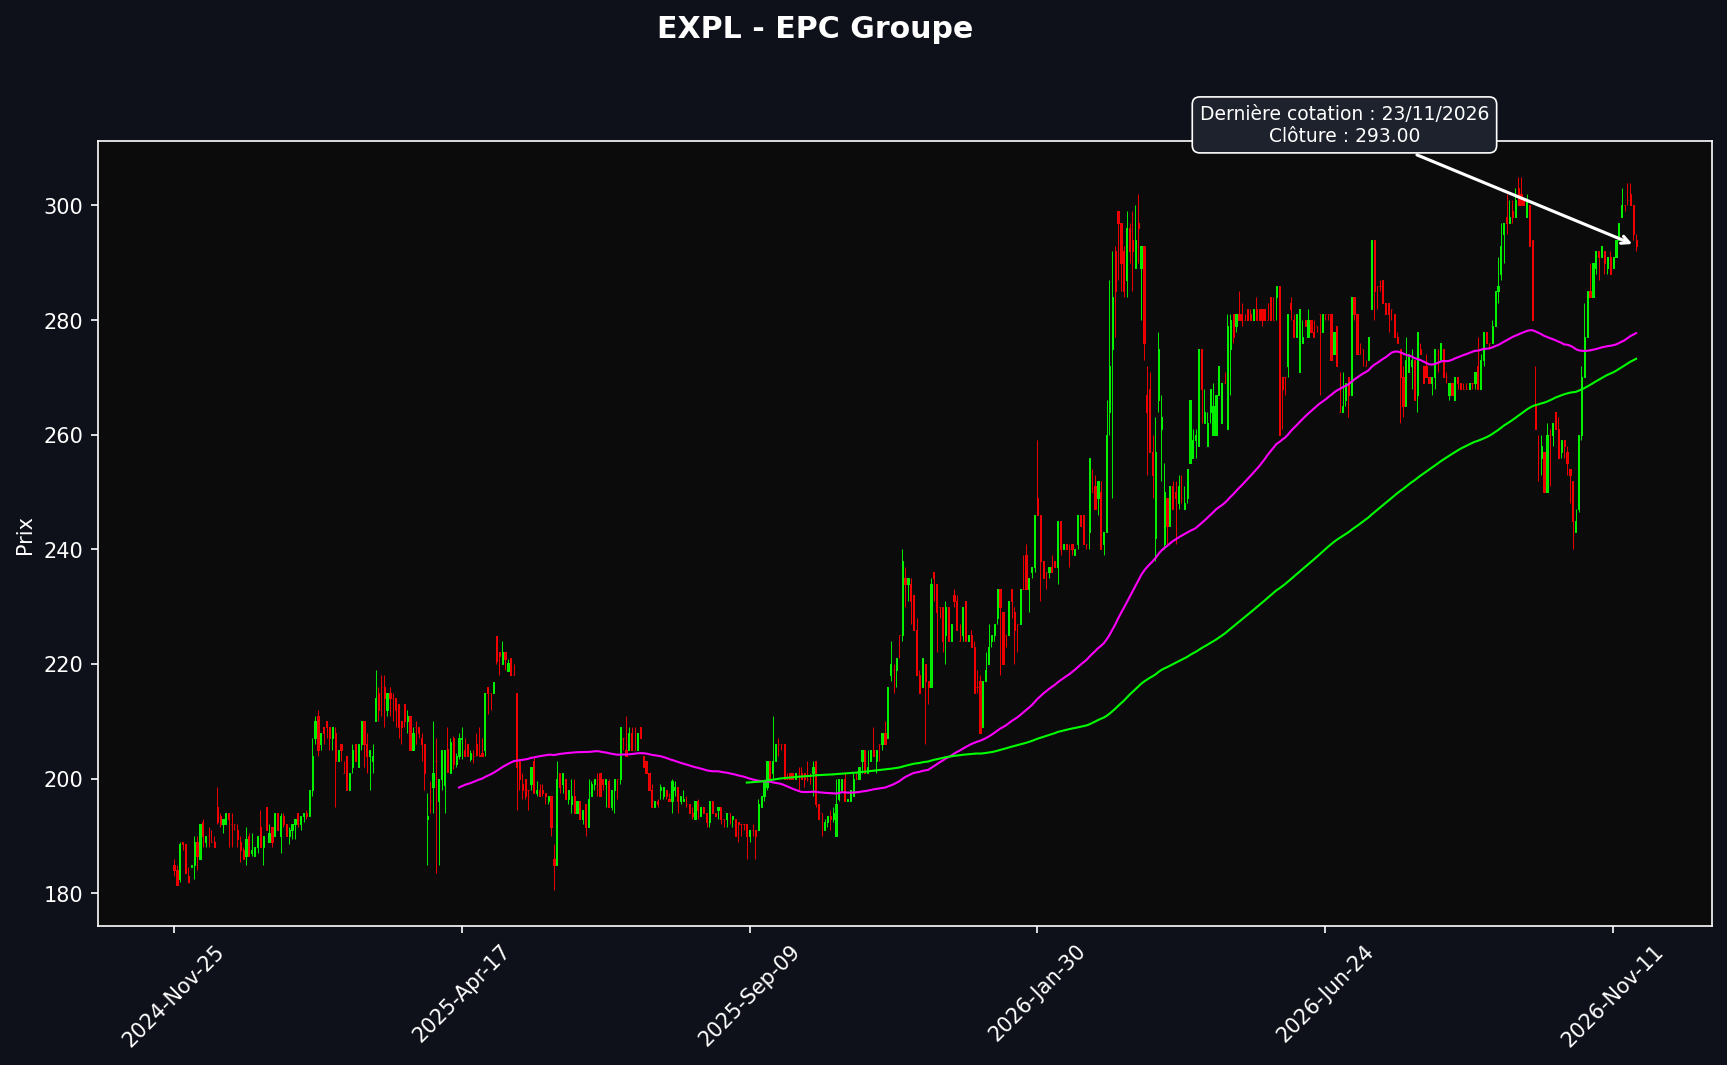 EXPL - EPC Groupe
Dernière cotation : 23/11/2026
Clôture : 293.00
Prix
300
280
260
240
220
200
180
2024-Nov-25
2025-Apr-17
2025-Sep-09
2026-Jan-30
2026-Jun-24
2026-Nov-11